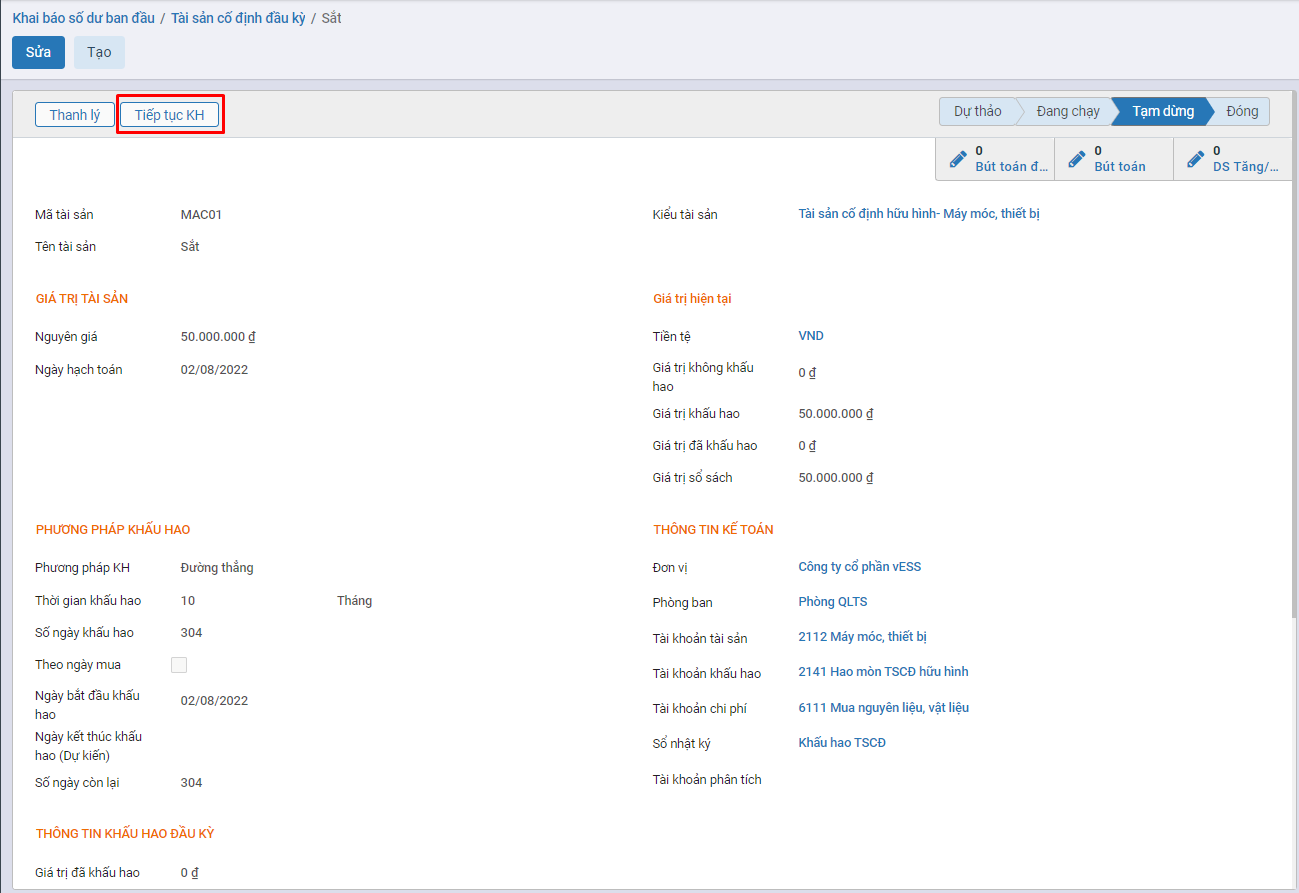 Khai báo số dư ban đầu / Tài sản cố định đầu kỳ / Sắt
Sửa Tạo
Thanh lý Tiếp tục KH Dự thảo Đang chạy Tạm dừng Đóng
0 0 0
Bút toán đ... Bút toán DS Tăng/...
Mã tài sản MAC01 Kiểu tài sản Tài sản cố định hữu hình- Máy móc, thiết bị
Tên tài sản Sắt
GIÁ TRỊ TÀI SẢN
Nguyên giá 50.000.000 ₫
Ngày hạch toán 02/08/2022
Giá trị hiện tại
Tiền tệ VND
Giá trị không khấu
hao 0 ₫
Giá trị khấu hao 50.000.000 ₫
Giá trị đã khấu hao 0 ₫
Giá trị sổ sách 50.000.000 ₫
PHƯƠNG PHÁP KHẤU HAO
Phương pháp KH Đường thẳng
Thời gian khấu hao 10 Tháng
Số ngày khấu hao 304
Theo ngày mua
Ngày bắt đầu khấu
hao 02/08/2022
Ngày kết thúc khấu
hao (Dự kiến)
Số ngày còn lại 304
THÔNG TIN KẾ TOÁN
Đơn vị Công ty cổ phần vESS
Phòng ban Phòng QLTS
Tài khoản tài sản 2112 Máy móc, thiết bị
Tài khoản khấu hao 2141 Hao mòn TSCĐ hữu hình
Tài khoản chi phí 6111 Mua nguyên liệu, vật liệu
Sổ nhật ký Khấu hao TSCĐ
Tài khoản phân tích
THÔNG TIN KHẤU HAO ĐẦU KỲ
Giá trị đã khấu hao 0 ₫